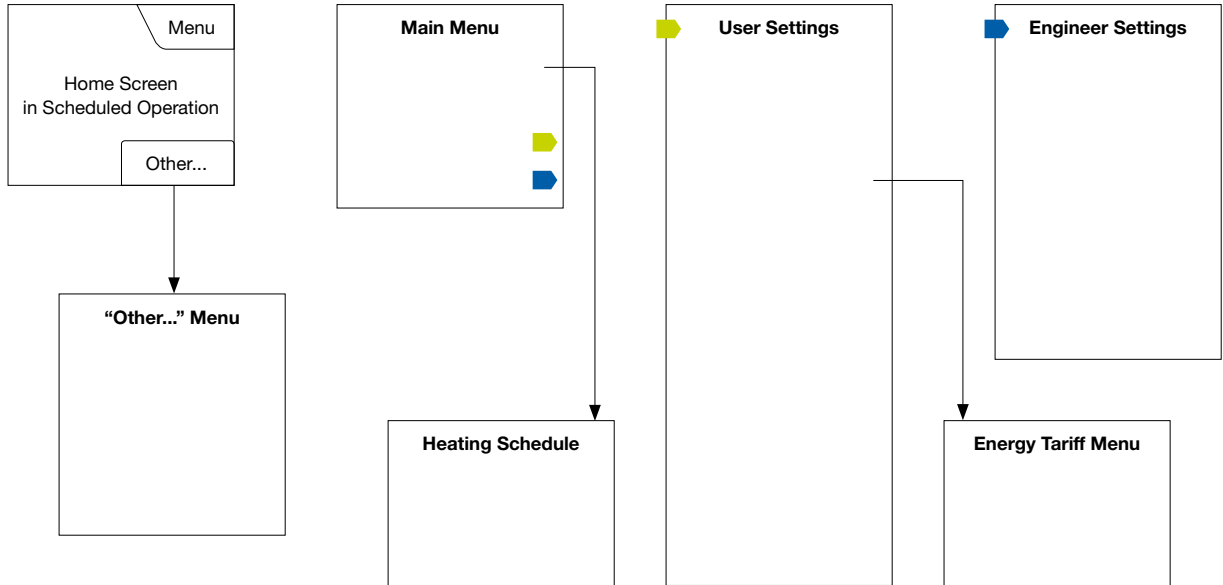 Menu
Home Screen
in Scheduled Operation
Other...
“Other...” Menu
Main Menu
Heating Schedule
User Settings
Engineer Settings
Energy Tariff Menu